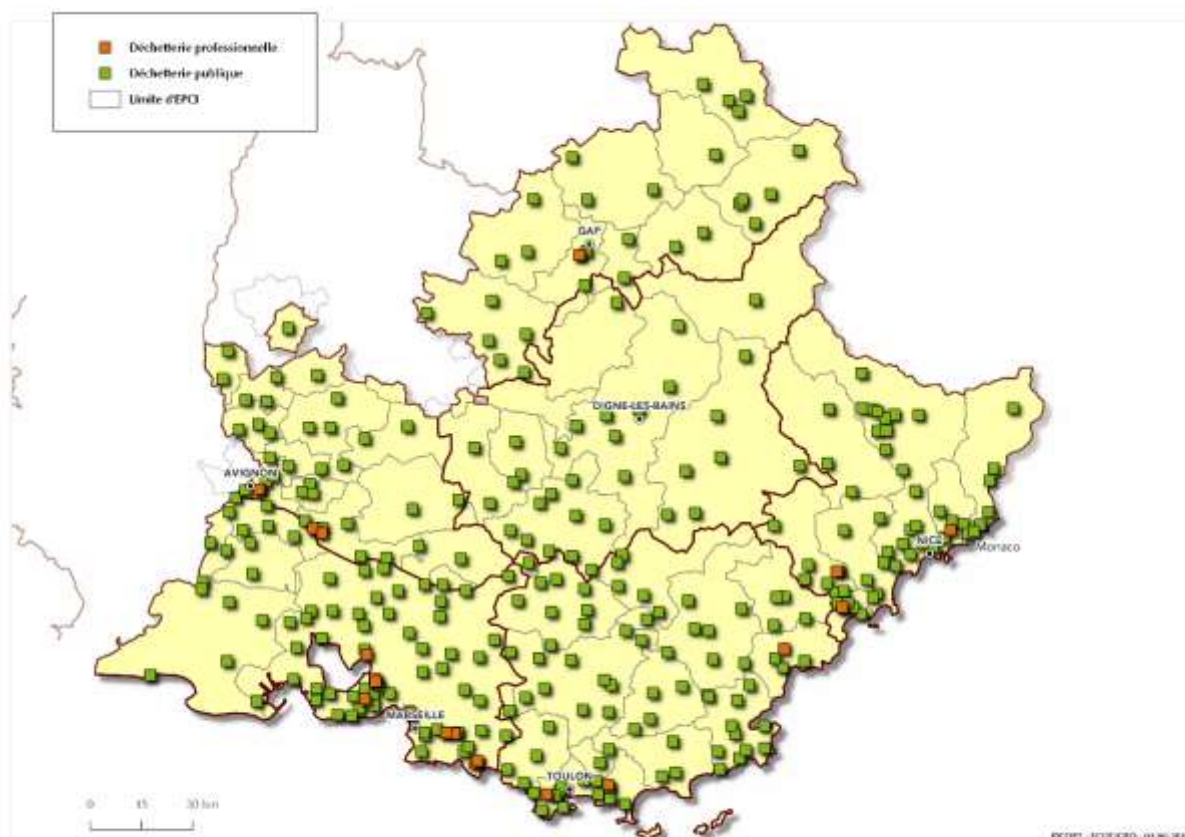 Déchetterie professionnelle
Déchetterie publique
Limite d'EPCI
GAP
DIGNE-LES-BAINS
AVIGNON
NICE
Monaco
MARSEILLE
TOULON
0 15 30 km